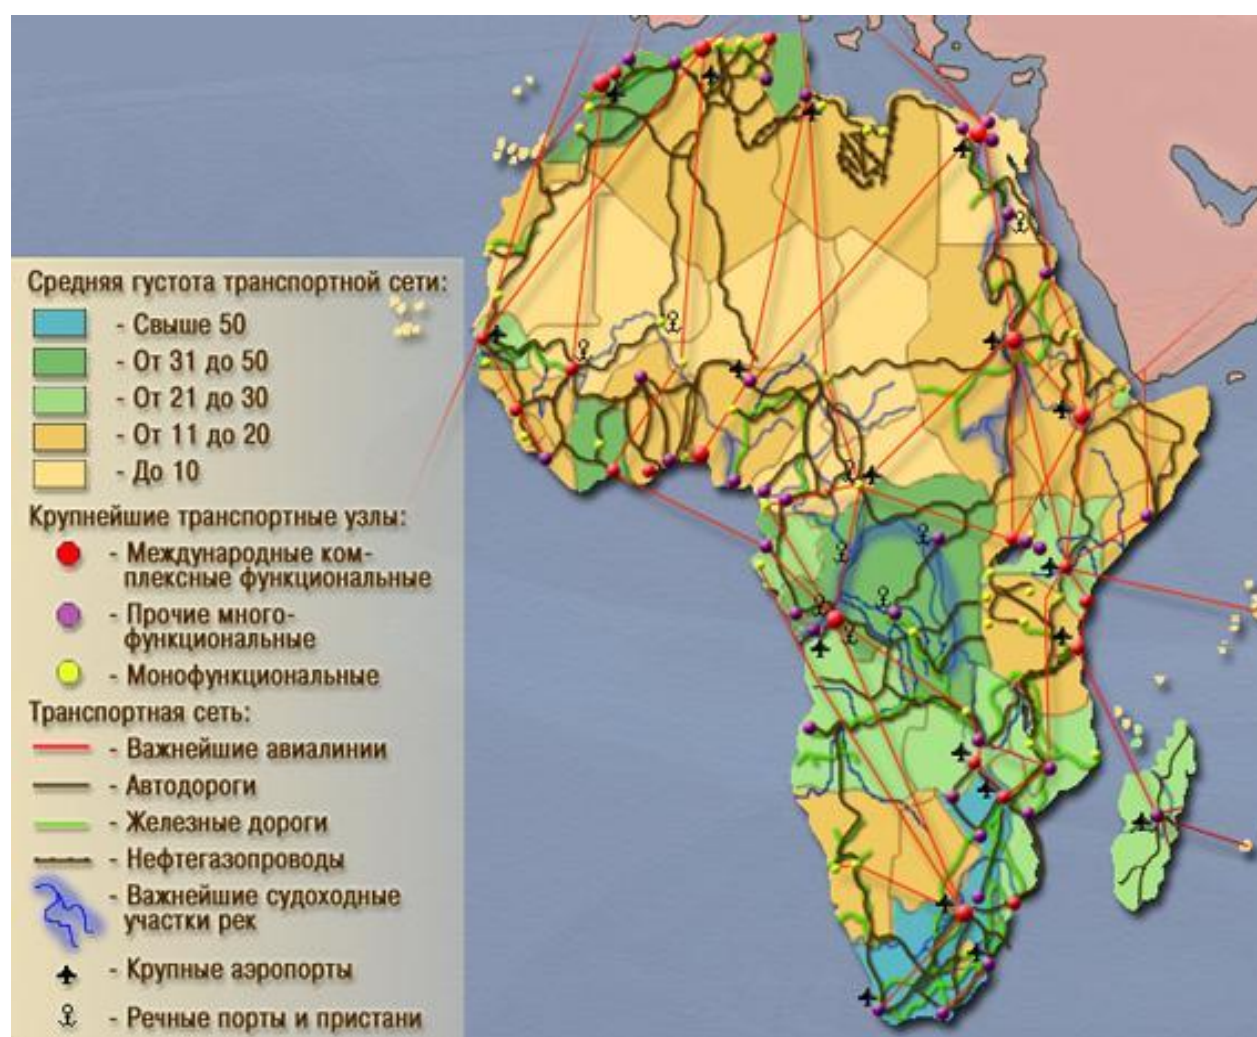 Средняя густота транспортной сети:
- Свыше 50
- От 31 до 50
- От 21 до 30
- От 11 до 20
- До 10
Крупнейшие транспортные узлы:
- Международные ком-
плексные функциональные
- Прочие много-
функциональные
- Монофункциональные
Транспортная сеть:
- Важнейшие авиалинии
- Автодороги
- Железные дороги
- Нефтегазопроводы
- Важнейшие судоходные
участки рек
- Крупные аэропорты
- Речные порты и пристани